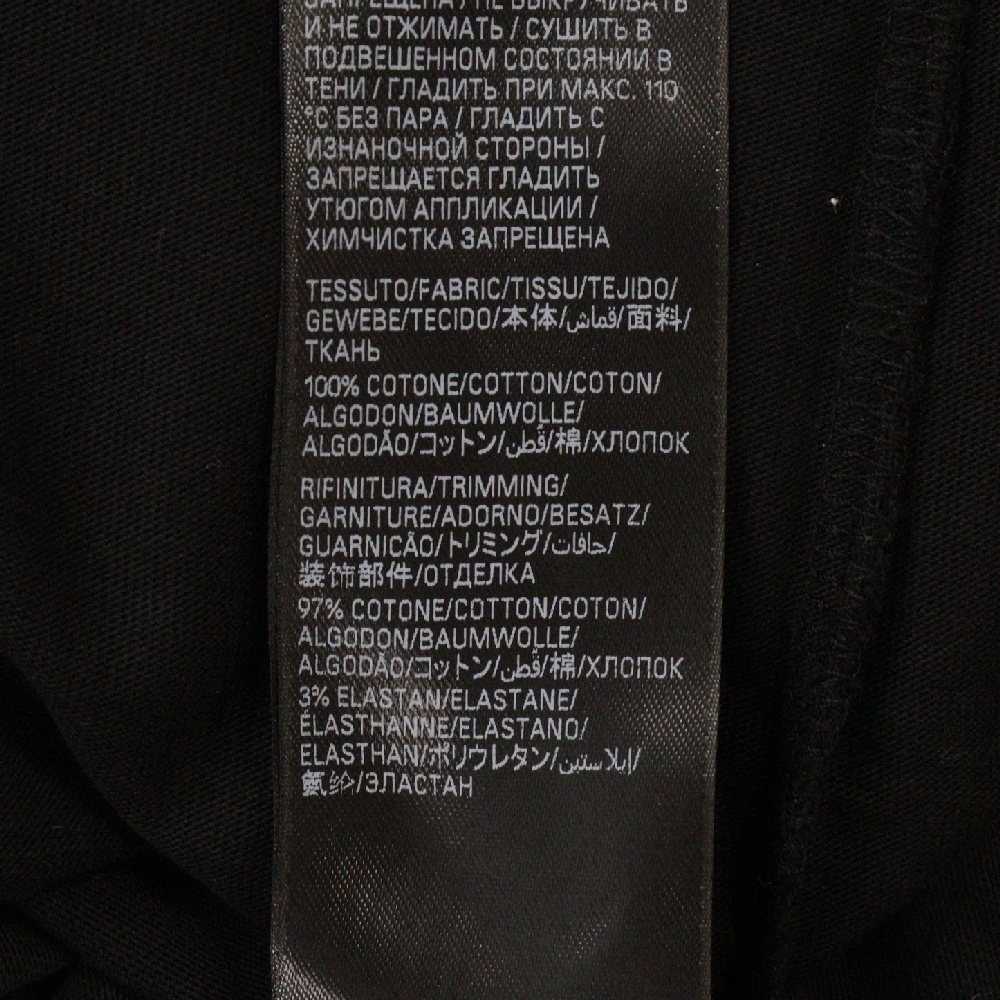 ЗАПРЕЩЕНА / НЕ ВЫКРУЧИВАТЬ
И НЕ ОТЖИМАТЬ / СУШИТЬ В
ПОДВЕШЕННОМ СОСТОЯНИИ В
ТЕНИ / ГЛАДИТЬ ПРИ МАКС. 110
°C БЕЗ ПАРА / ГЛАДИТЬ С
ИЗНАНОЧНОЙ СТОРОНЫ /
ЗАПРЕЩАЕТСЯ ГЛАДИТЬ
УТЮГОМ АППЛИКАЦИИ /
ХИМЧИСТКА ЗАПРЕЩЕНА
TESSUTO/FABRIC/TISSU/TEJIDO/
GEWEBE/TECIDO/本体/قماش/面料/
ТКАНЬ
100% COTONE/COTTON/COTON/
ALGODON/BAUMWOLLE/
ALGODÃO/コットン/قطن/棉/ХЛОПОК
RIFINITURA/TRIMMING/
GARNITURE/ADORNO/BESATZ/
GUARNICÃO/トリミング/حافات/
装饰部件/ОТДЕЛКА
97% COTONE/COTTON/COTON/
ALGODON/BAUMWOLLE/
ALGODÃO/コットン/قطن/棉/ХЛОПОК
3% ELASTAN/ELASTANE/
ÉLASTHANNE/ELASTANO/
ELASTHAN/ポリウレタン/إيلاستين/
氨纶/ЭЛАСТАН